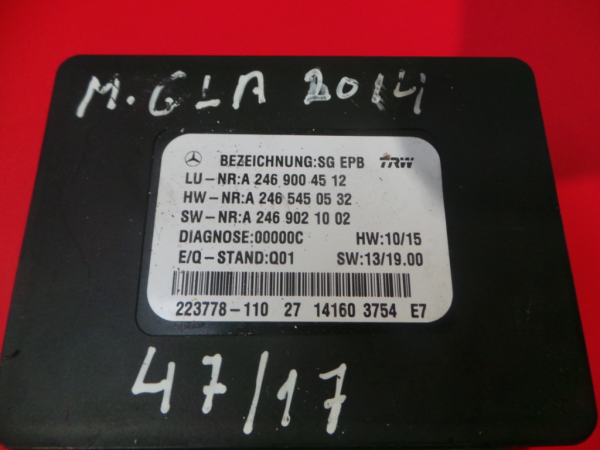 M. GLA 2014
BEZEICHNUNG:SG EPB TRW
LU-NR:A 246 900 45 12
HW-NR:A 246 545 05 32
SW-NR:A 246 902 10 02
DIAGNOSE:00000C HW:10/15
E/Q-STAND:Q01 SW:13/19.00
223778-110 27 14160 3754 E7
47/17